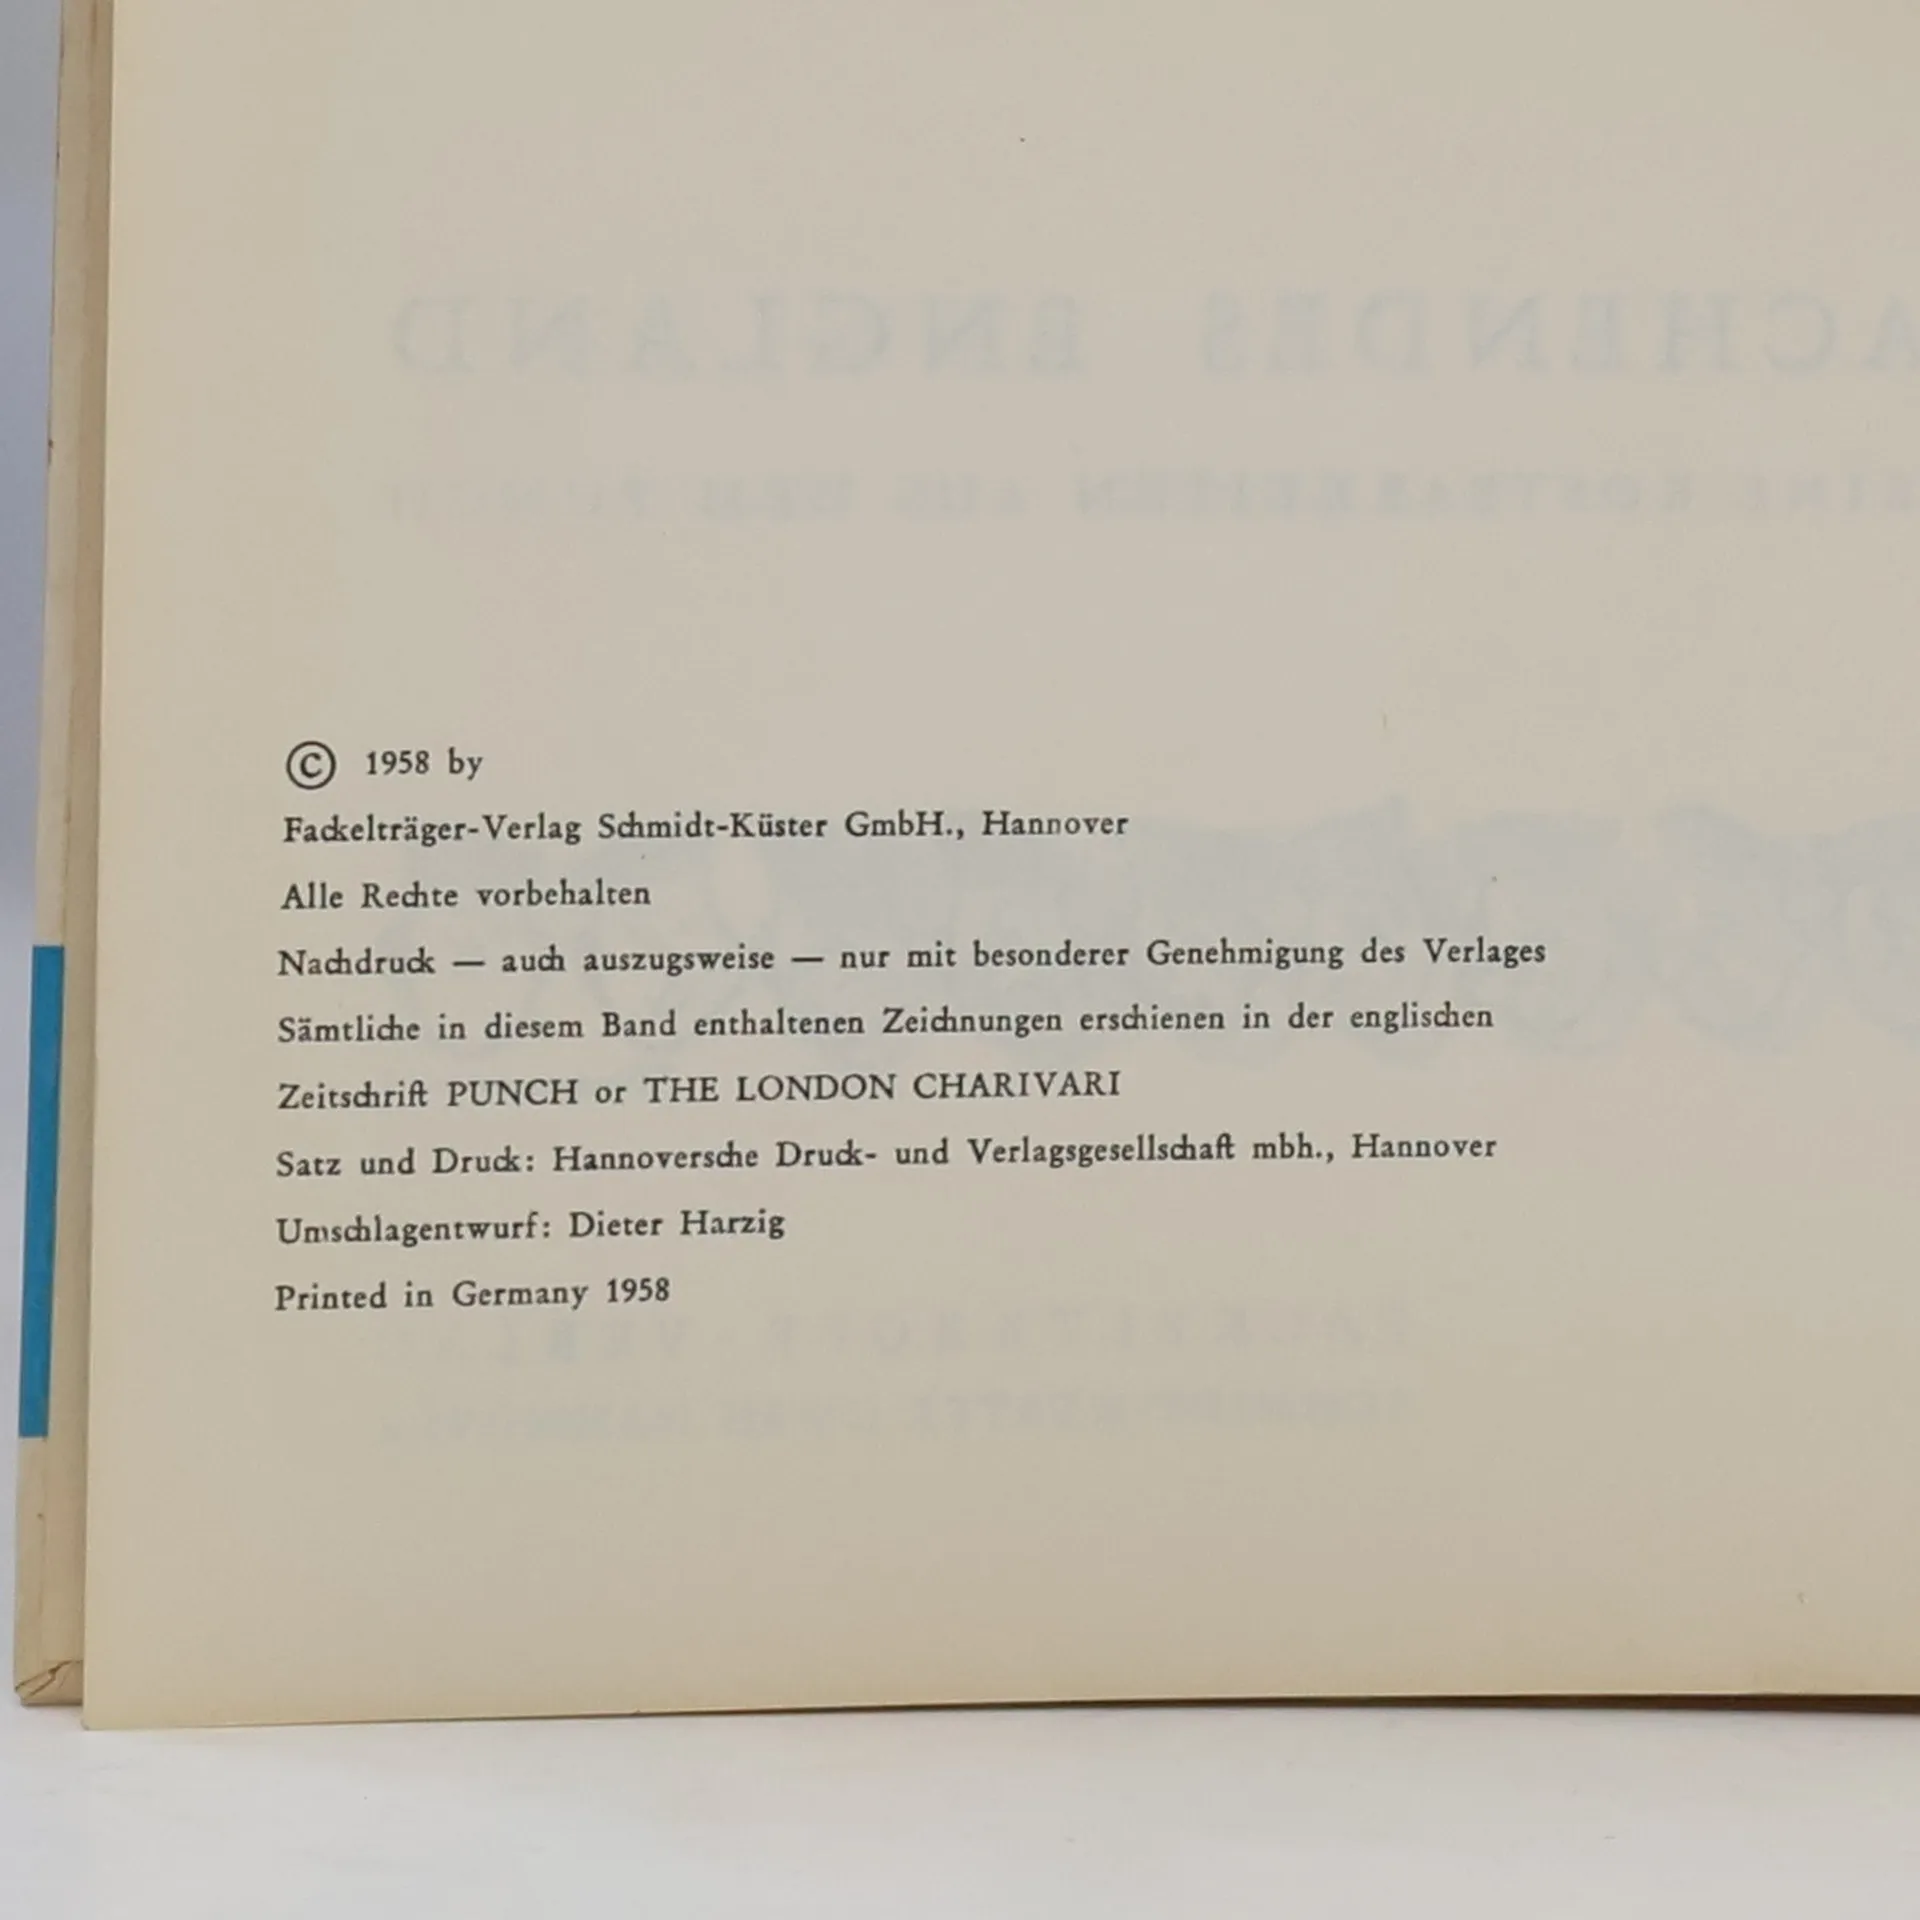 © 1958 by
Fackelträger-Verlag Schmidt-Küster GmbH., Hannover
Alle Rechte vorbehalten
Nachdruck — auch auszugsweise — nur mit besonderer Genehmigung des Verlages
Sämtliche in diesem Band enthaltenen Zeichnungen erschienen in der englischen
Zeitschrift PUNCH or THE LONDON CHARIVARI
Satz und Druck: Hannoversche Druck- und Verlagsgesellschaft mbh., Hannover
Umschlagentwurf: Dieter Harzig
Printed in Germany 1958